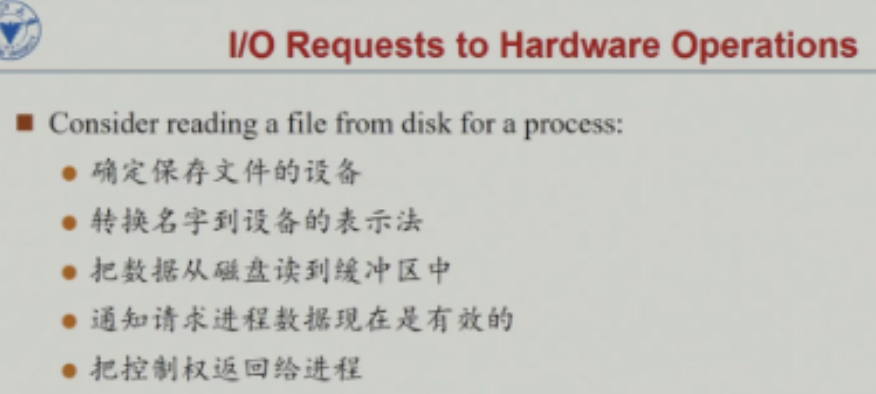 I/O Requests to Hardware Operations
Consider reading a file from disk for a process:
确定保存文件的设备
转换名字到设备的表示法
把数据从磁盘读到缓冲区中
通知请求进程数据现在是有效的
把控制权返回给进程